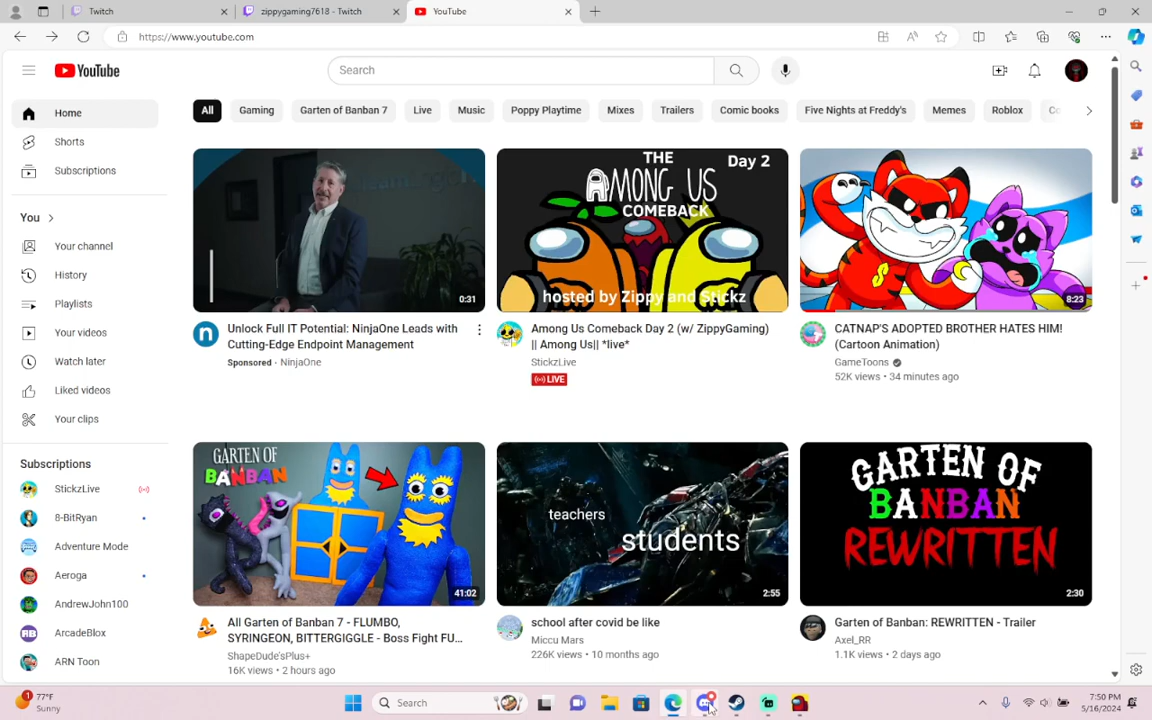 Twitch
zippygaming7618 - Twitch
YouTube
https://www.youtube.com
YouTube
Search
Home
Shorts
Subscriptions
You
Your channel
History
Playlists
Your videos
Watch later
Liked videos
Your clips
Subscriptions
StickzLive
8-BitRyan
Adventure Mode
Aeroga
AndrewJohn100
ArcadeBlox
ARN Toon
All
Gaming
Garten of Banban 7
Live
Music
Poppy Playtime
Mixes
Trailers
Comic books
Five Nights at Freddy's
Memes
Roblox
0:31
Unlock Full IT Potential: NinjaOne Leads with
Cutting-Edge Endpoint Management
Sponsored · NinjaOne
THE
AMONG US
COMEBACK
Day 2
hosted by Zippy and Stickz
Among Us Comeback Day 2 (w/ ZippyGaming)
|| Among Us|| *live*
StickzLive
LIVE
8:23
CATNAP'S ADOPTED BROTHER HATES HIM!
(Cartoon Animation)
GameToons
52K views • 34 minutes ago
GARTEN OF
BANBAN
41:02
All Garten of Banban 7 - FLUMBO,
SYRINGEON, BITTERGIGGLE - Boss Fight FU...
ShapeDude'sPlus+
16K views • 2 hours ago
teachers
students
2:55
school after covid be like
Miccu Mars
226K views • 10 months ago
GARTEN OF
BANBAN
REWRITTEN
2:30
Garten of Banban: REWRITTEN - Trailer
Axel_RR
1.1K views • 2 days ago
1
77°F
Sunny
Search
7:50 PM
5/16/2024